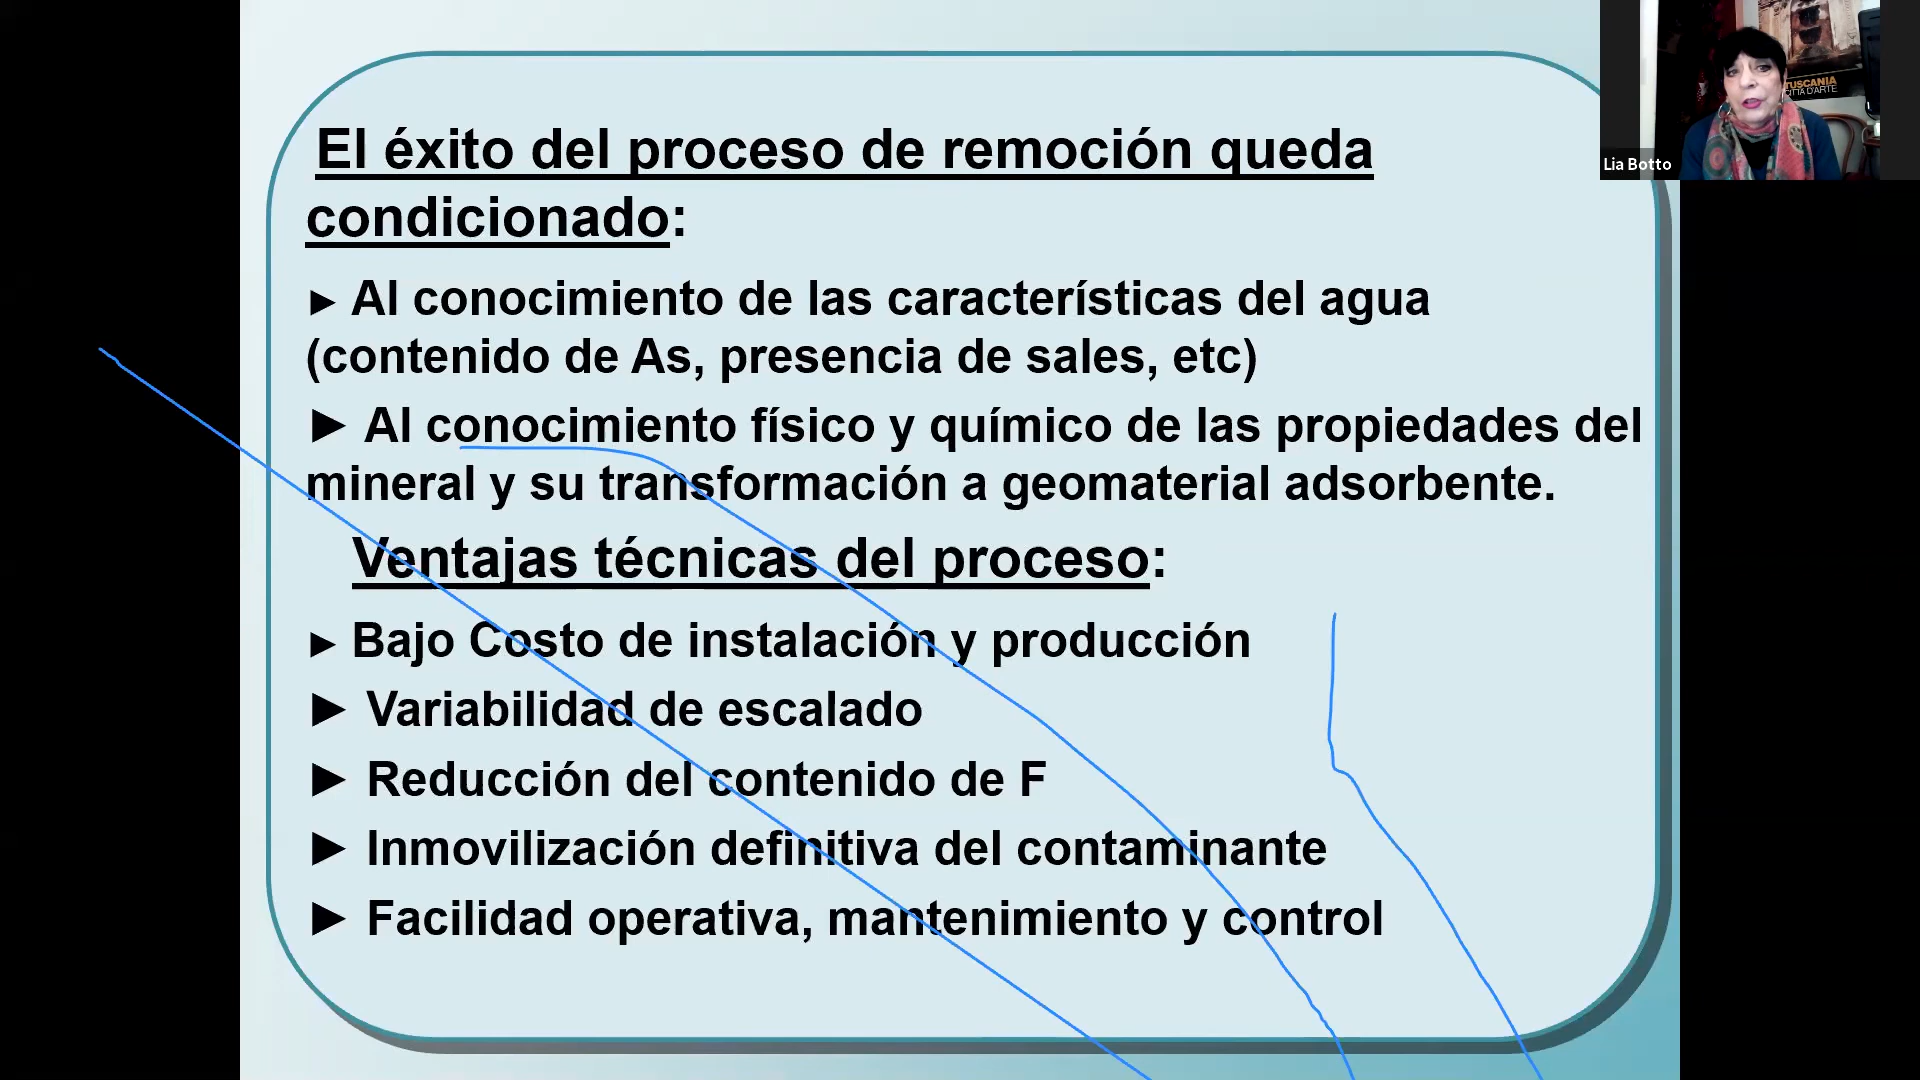 El éxito del proceso de remoción queda
condicionado:
► Al conocimiento de las características del agua
(contenido de As, presencia de sales, etc)
► Al conocimiento físico y químico de las propiedades del
mineral y su transformación a geomaterial adsorbente.
Ventajas técnicas del proceso:
► Bajo Costo de instalación y producción
► Variabilidad de escalado
► Reducción del contenido de F
► Inmovilización definitiva del contaminante
► Facilidad operativa, mantenimiento y control
TUSCANIA
CITTA D'ARTE
Lia Botto